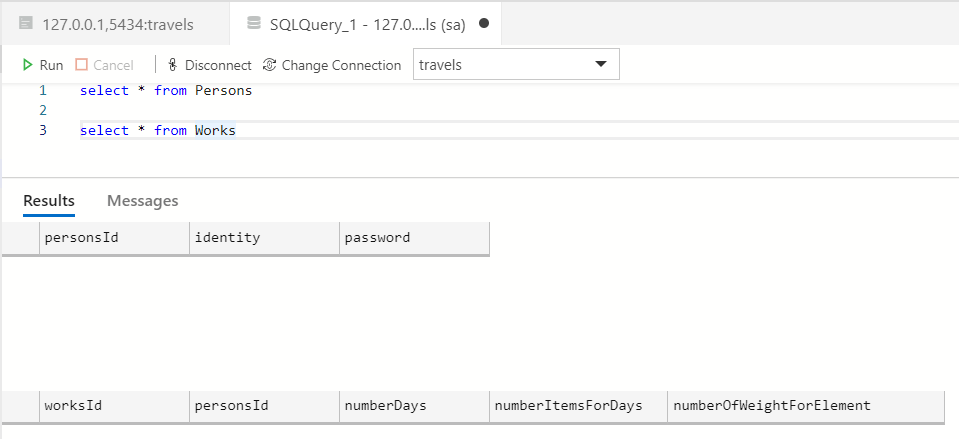 127.0.0.1,5434:travels SQLQuery_1 - 127.0....ls (sa)
Run Cancel Disconnect Change Connection travels
1 select * from Persons
2
3 select * from Works
Results Messages
personsId identity password
worksId personsId numberDays numberItemsForDays numberOfWeightForElement